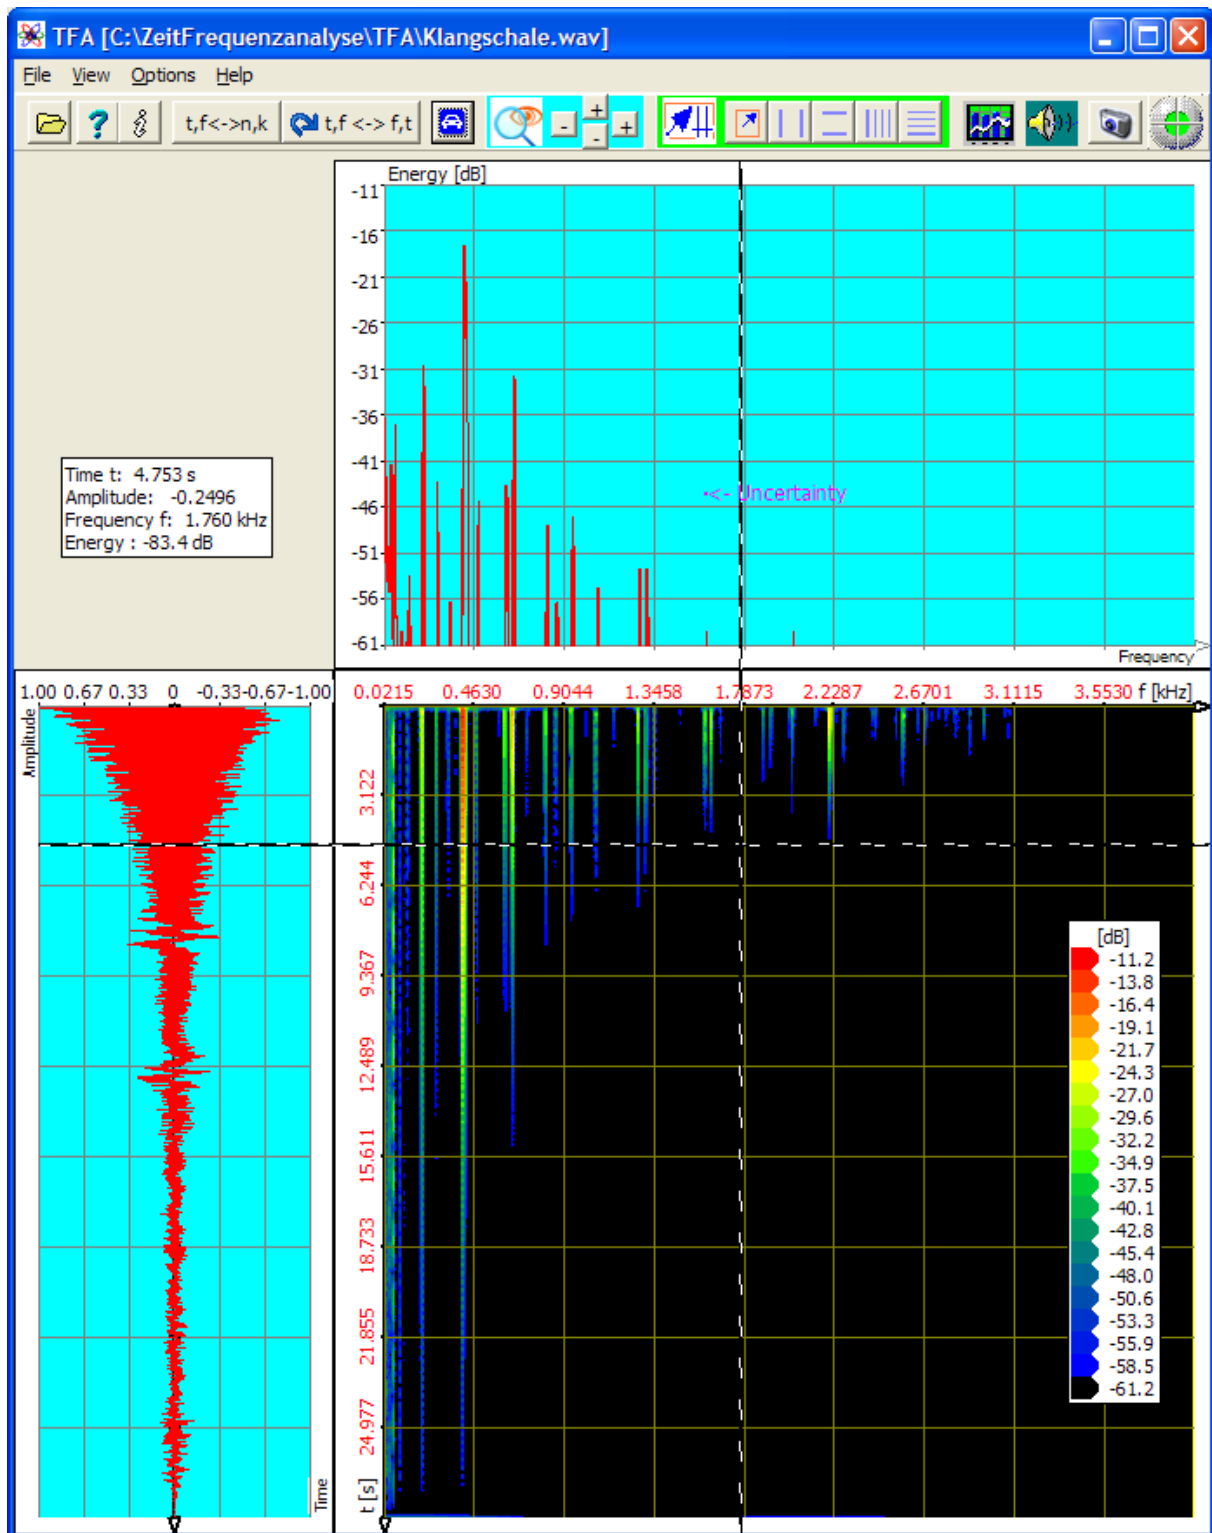 TFA [C:\ZeitFrequenzanalyse\TFA\Klangschale.wav]
File View Options Help
t,f<->n,k t,f <-> f,t - + - +
Energy [dB]
-11
-16
-21
-26
-31
-36
-41
-46
-51
-56
-61
<- Uncertainty
Frequency
Time t: 4.753 s
Amplitude: -0.2496
Frequency f: 1.760 kHz
Energy : -83.4 dB
1.00 0.67 0.33 0 -0.33 -0.67 -1.00
Amplitude
Time
0.0215 0.4630 0.9044 1.3458 1.7873 2.2287 2.6701 3.1115 3.5530 f [kHz]
3.122
6.244
9.367
12.489
15.611
18.733
21.855
24.977
t [s]
[dB]
-11.2
-13.8
-16.4
-19.1
-21.7
-24.3
-27.0
-29.6
-32.2
-34.9
-37.5
-40.1
-42.8
-45.4
-48.0
-50.6
-53.3
-55.9
-58.5
-61.2